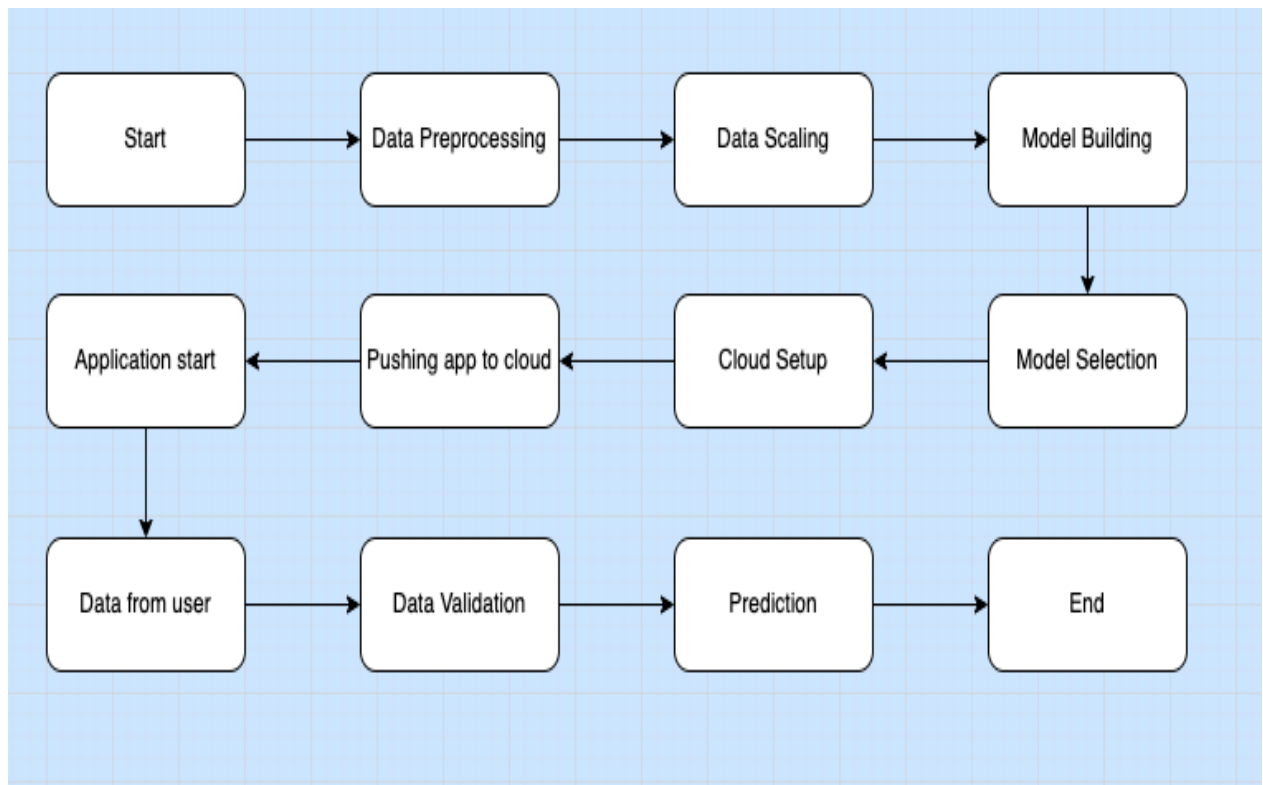 Start
Data Preprocessing
Data Scaling
Model Building
Application start
Pushing app to cloud
Cloud Setup
Model Selection
Data from user
Data Validation
Prediction
End